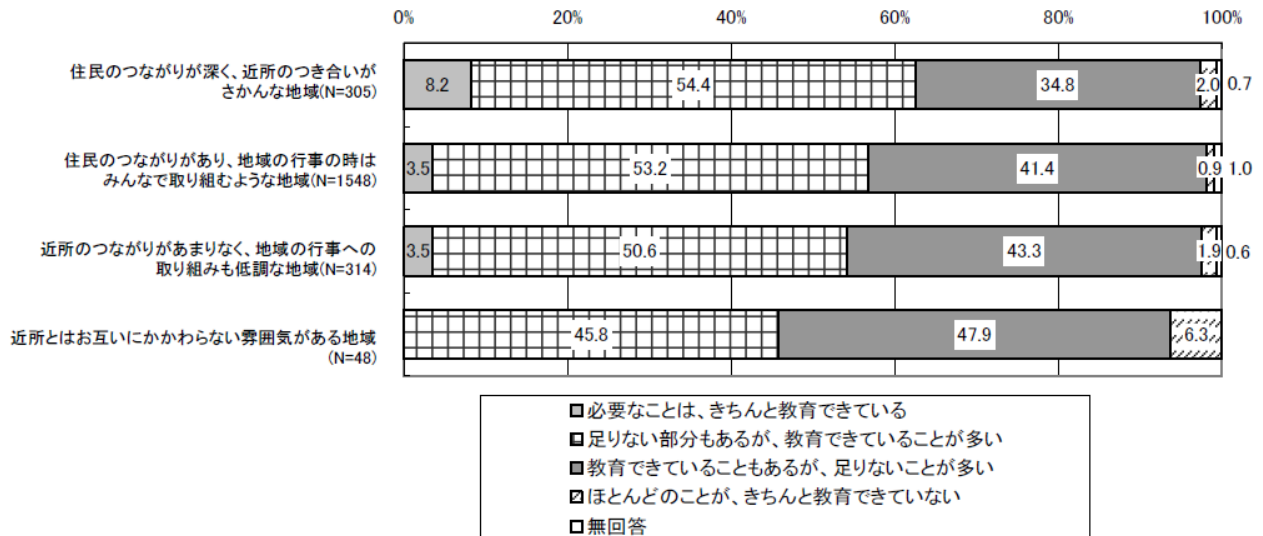 0% 20% 40% 60% 80% 100%
住民のつながりが深く、近所のつき合いが
さかんな地域(N=305)
8.2 54.4 34.8 2.0 0.7
住民のつながりがあり、地域の行事の時は
みんなで取り組むような地域(N=1548)
3.5 53.2 41.4 0.9 1.0
近所のつながりがあまりなく、地域の行事への
取り組みも低調な地域(N=314)
3.5 50.6 43.3 1.9 0.6
近所とはお互いにかかわらない雰囲気がある地域
(N=48)
45.8 47.9 6.3
必要なことは、きちんと教育できている
足りない部分もあるが、教育できていることが多い
教育できていることもあるが、足りないことが多い
ほとんどのことが、きちんと教育できていない
無回答